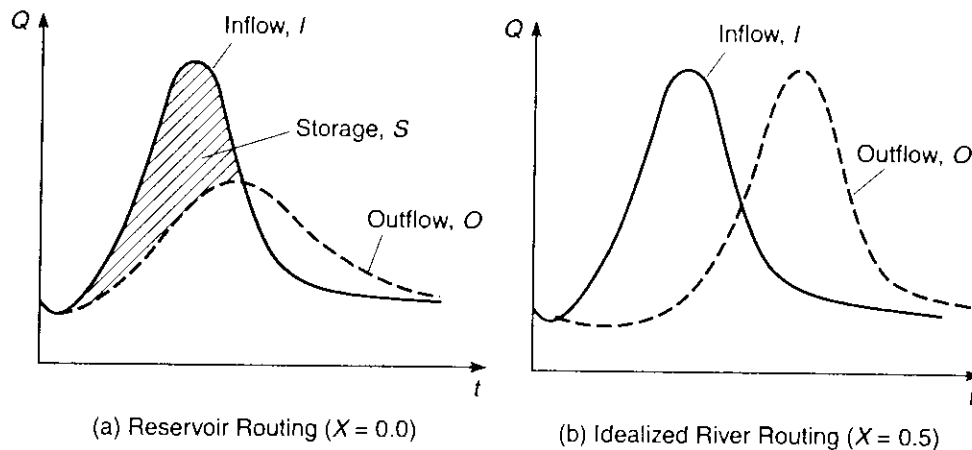 Q
Inflow, I
Storage, S
Outflow, O
t
(a) Reservoir Routing (X = 0.0)
Q
Inflow, I
Outflow, O
(b) Idealized River Routing (X = 0.5)